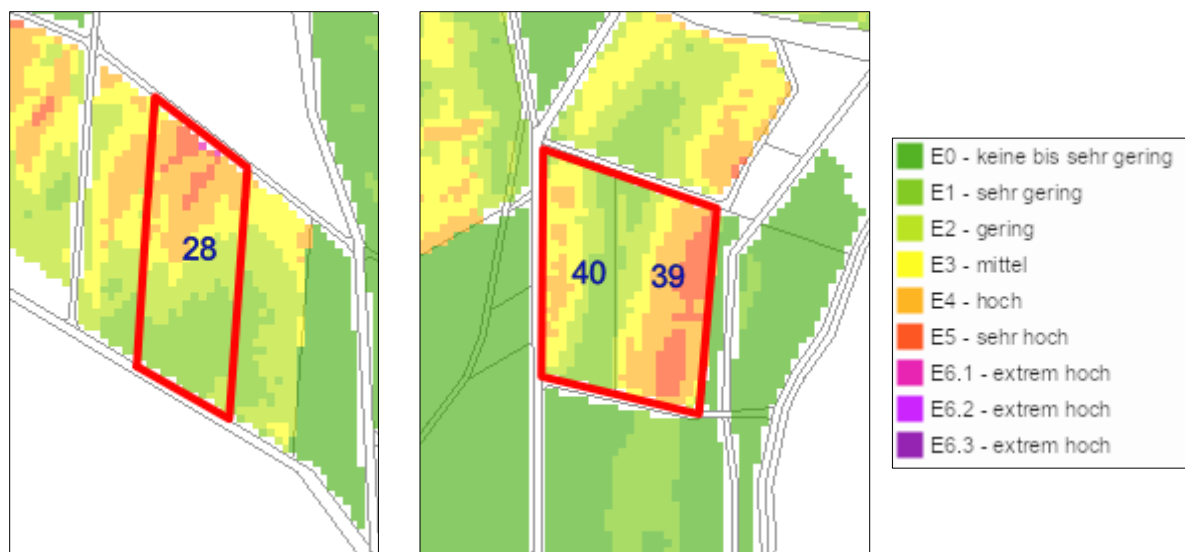 28
40
39
E0 - keine bis sehr gering
E1 - sehr gering
E2 - gering
E3 - mittel
E4 - hoch
E5 - sehr hoch
E6.1 - extrem hoch
E6.2 - extrem hoch
E6.3 - extrem hoch